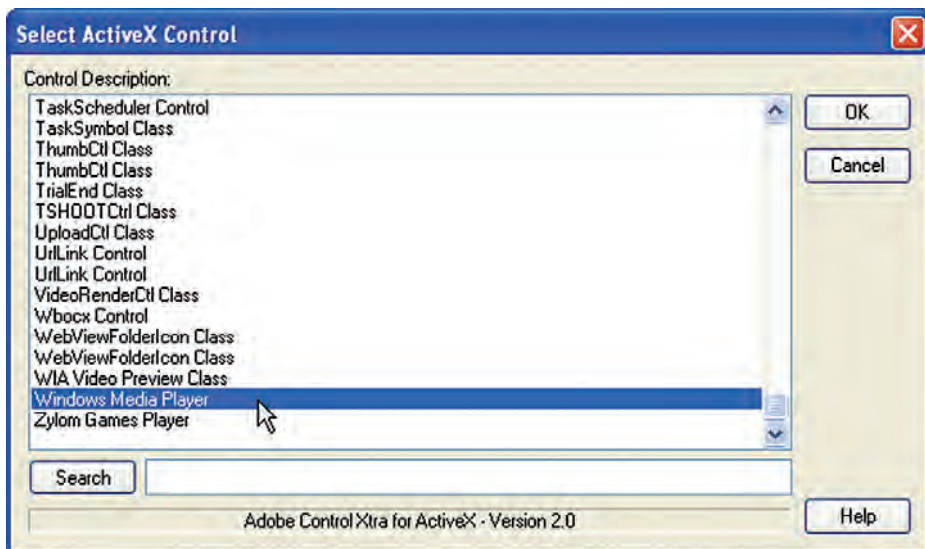 Select ActiveX Control
Control Description:
TaskScheduler Control
TaskSymbol Class
ThumbCtl Class
ThumbCtl Class
TrialEnd Class
TSHOOTCtrl Class
UploadCtl Class
UrlLink Control
UrlLink Control
VideoRenderCtl Class
Wbocx Control
WebViewFolderIcon Class
WebViewFolderIcon Class
WIA Video Preview Class
Windows Media Player
Zylom Games Player
OK
Cancel
Search
Adobe Control Xtra for ActiveX - Version 2.0
Help